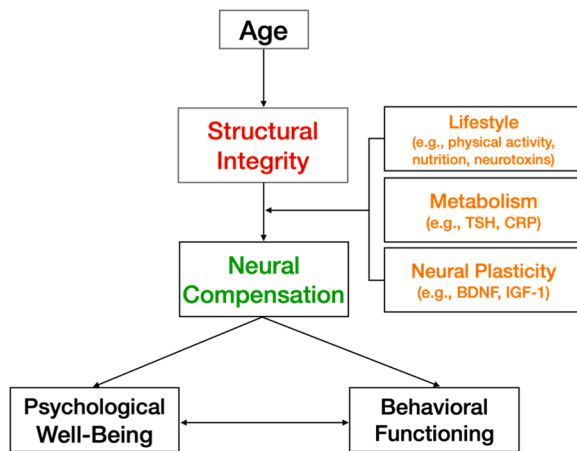 Age
Structural
Integrity
Lifestyle
(e.g., physical activity,
nutrition, neurotoxins)
Metabolism
(e.g., TSH, CRP)
Neural Plasticity
(e.g., BDNF, IGF-1)
Neural
Compensation
Psychological
Well-Being
Behavioral
Functioning